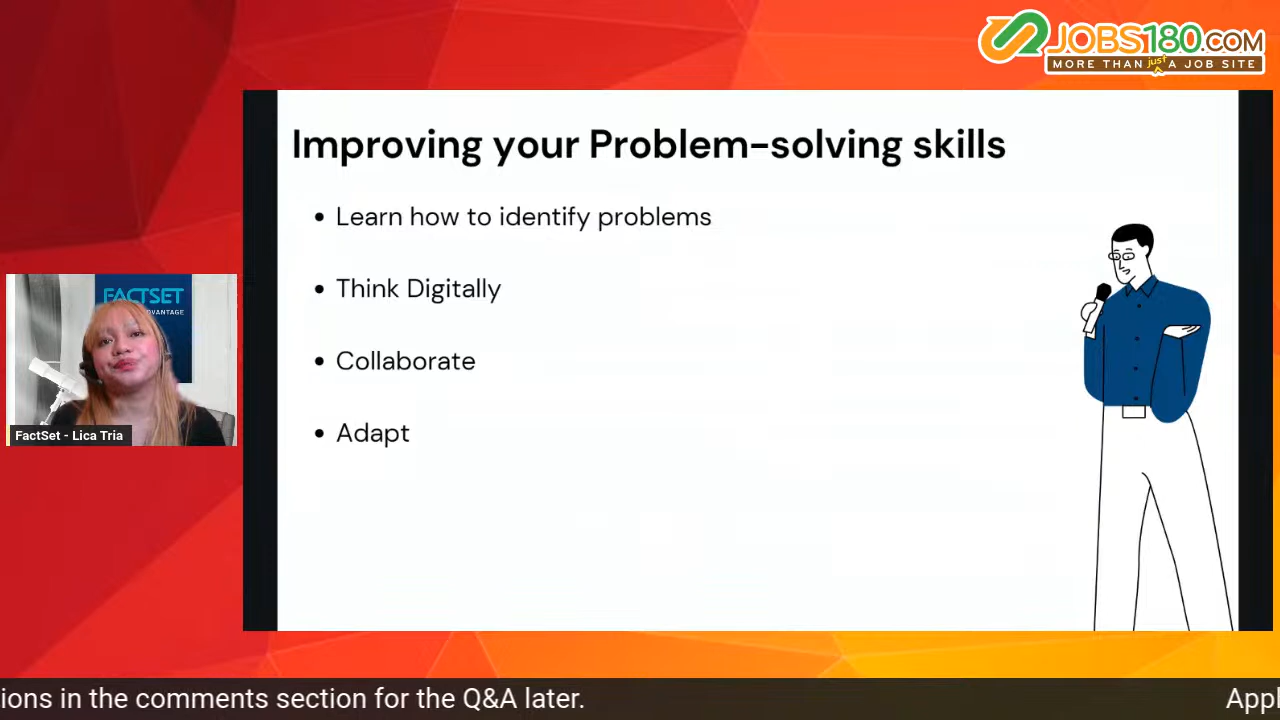 JOBS180.COM
MORE THAN just A JOB SITE
Improving your Problem-solving skills
• Learn how to identify problems
• Think Digitally
• Collaborate
• Adapt
FACTSET
FactSet - Lica Tria
ions in the comments section for the Q&A later.